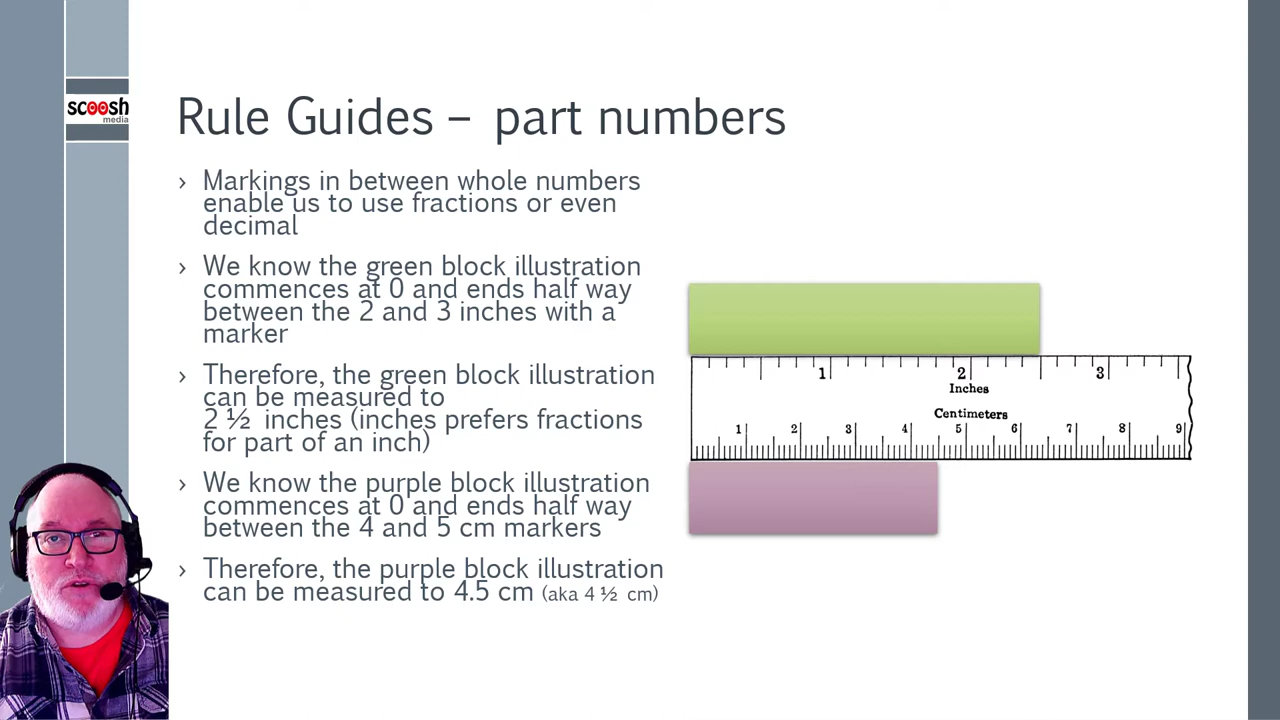 scoosh
media
Rule Guides – part numbers
› Markings in between whole numbers
enable us to use fractions or even
decimal
› We know the green block illustration
commences at 0 and ends half way
between the 2 and 3 inches with a
marker
› Therefore, the green block illustration
can be measured to
2 ½ inches (inches prefers fractions
for part of an inch)
› We know the purple block illustration
commences at 0 and ends half way
between the 4 and 5 cm markers
› Therefore, the purple block illustration
can be measured to 4.5 cm (aka 4 ½ cm)
1 2 3
Inches
Centimeters
1 2 3 4 5 6 7 8 9